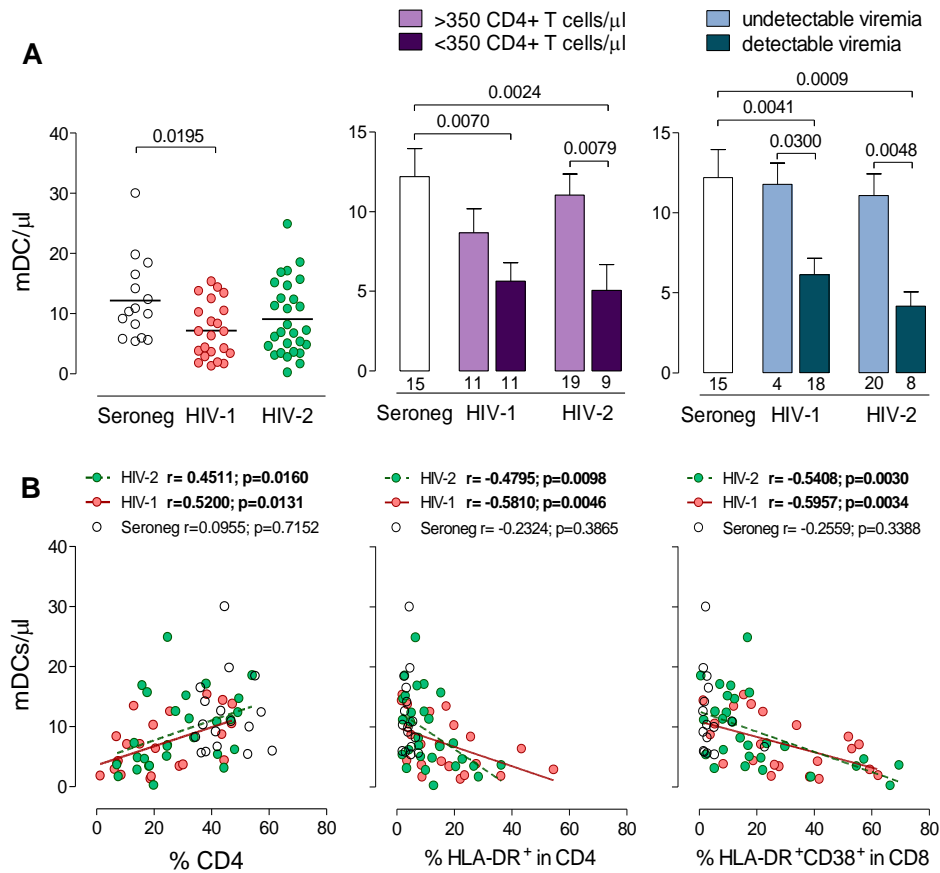 >350 CD4+ T cells/µl
<350 CD4+ T cells/µl
undetectable viremia
detectable viremia
A
mDC/µl
40
30
20
10
0
0.0195
Seroneg HIV-1 HIV-2
15
10
5
0
0.0024
0.0070
0.0079
15 11 11 19 9
Seroneg HIV-1 HIV-2
15
10
5
0
0.0009
0.0041
0.0300
0.0048
15 4 18 20 8
Seroneg HIV-1 HIV-2
B
HIV-2 r= 0.4511; p=0.0160
HIV-1 r=0.5200; p=0.0131
Seroneg r=0.0955; p=0.7152
HIV-2 r= -0.4795; p=0.0098
HIV-1 r= -0.5810; p=0.0046
Seroneg r= -0.2324; p=0.3865
HIV-2 r= -0.5408; p=0.0030
HIV-1 r= -0.5957; p=0.0034
Seroneg r= -0.2559; p=0.3388
mDCs/µl
40
30
20
10
0
0 20 40 60 80
% CD4
0 20 40 60 80
% HLA-DR+ in CD4
0 20 40 60 80
% HLA-DR+CD38+ in CD8